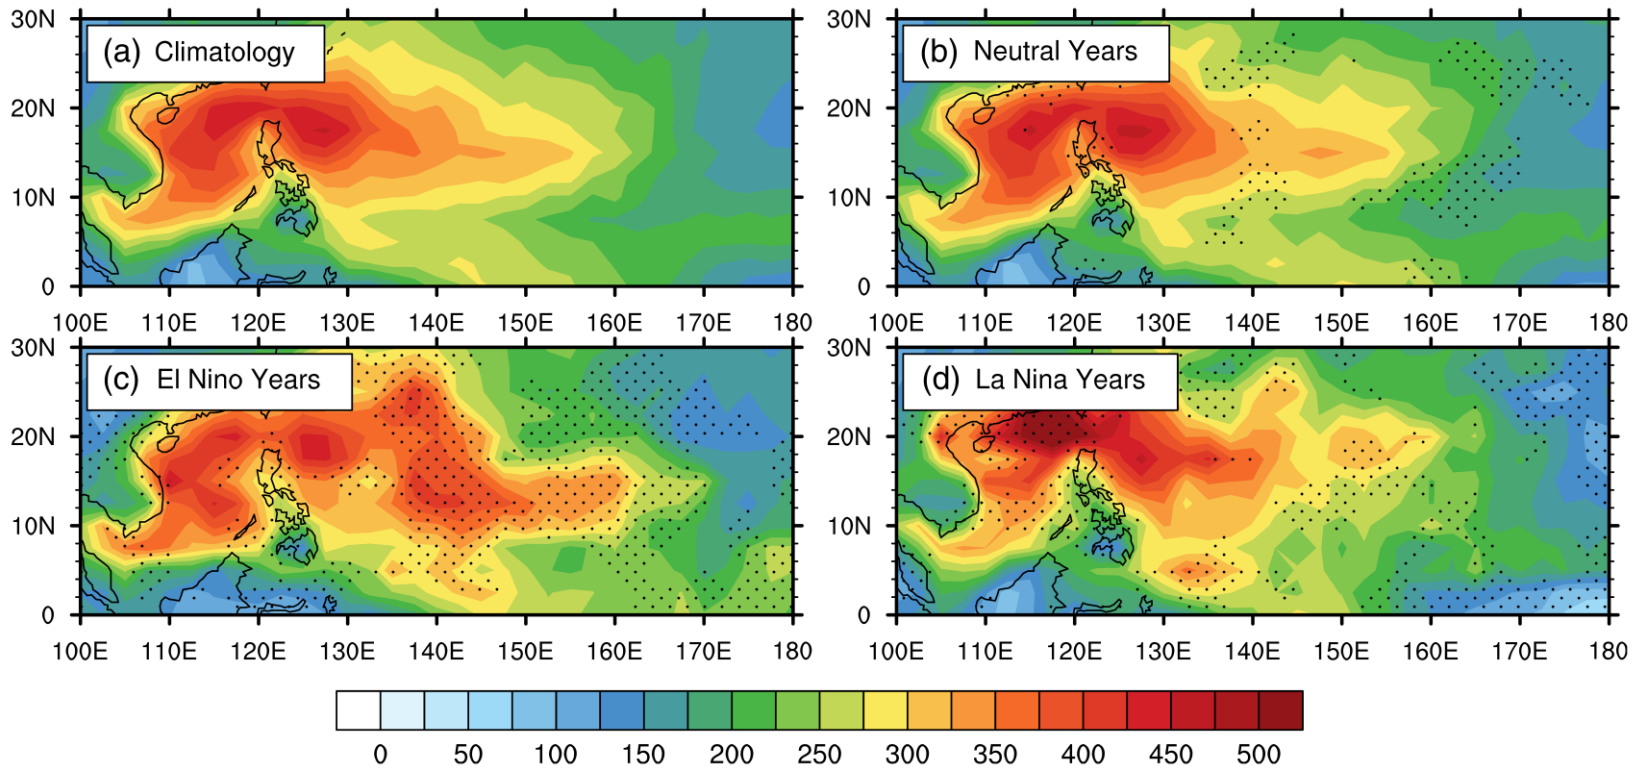 30N
(a) Climatology
20N
10N
0
100E 110E 120E 130E 140E 150E 160E 170E 180
30N
(b) Neutral Years
20N
10N
0
100E 110E 120E 130E 140E 150E 160E 170E 180
30N
(c) El Nino Years
20N
10N
0
100E 110E 120E 130E 140E 150E 160E 170E 180
30N
(d) La Nina Years
20N
10N
0
100E 110E 120E 130E 140E 150E 160E 170E 180
0 50 100 150 200 250 300 350 400 450 500